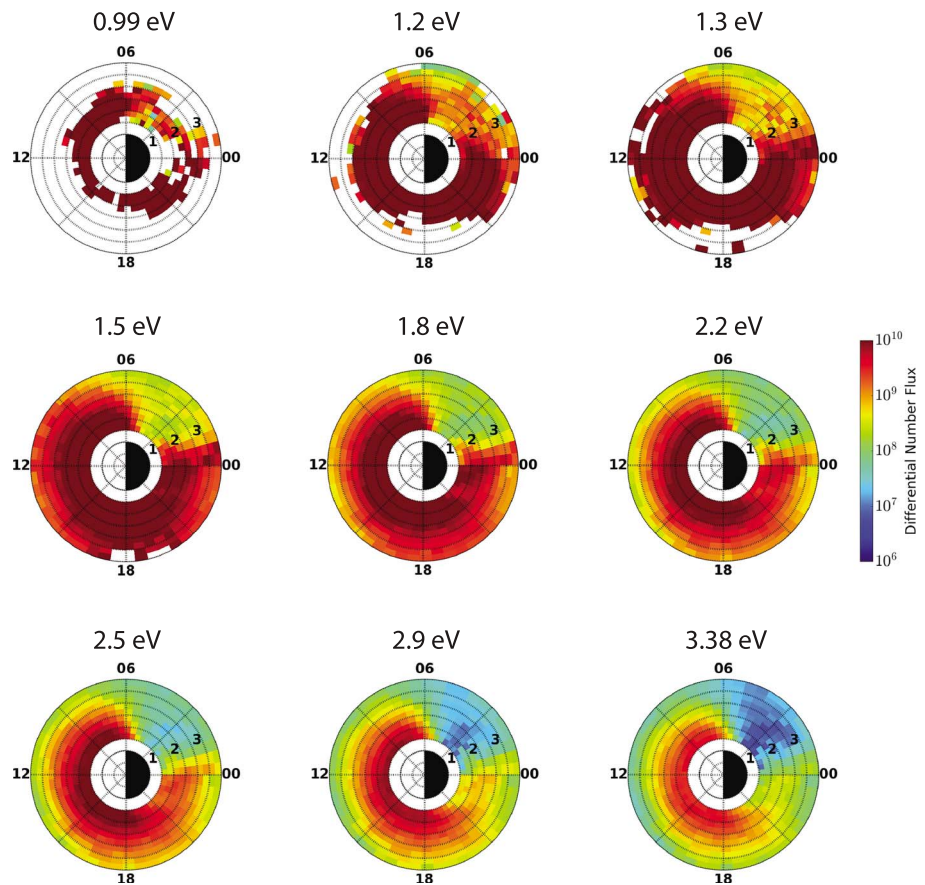 0.99 eV 1.2 eV 1.3 eV
06 06 06
12 1 2 3 00 12 1 2 3 00 12 1 2 3 00
18 18 18
1.5 eV 1.8 eV 2.2 eV
06 06 06
12 1 2 3 00 12 1 2 3 00 12 1 2 3 00
18 18 18
10^10
10^9
10^8
10^7
10^6
Differential Number Flux
2.5 eV 2.9 eV 3.38 eV
06 06 06
12 1 2 3 00 12 1 2 3 00 12 1 2 3 00
18 18 18